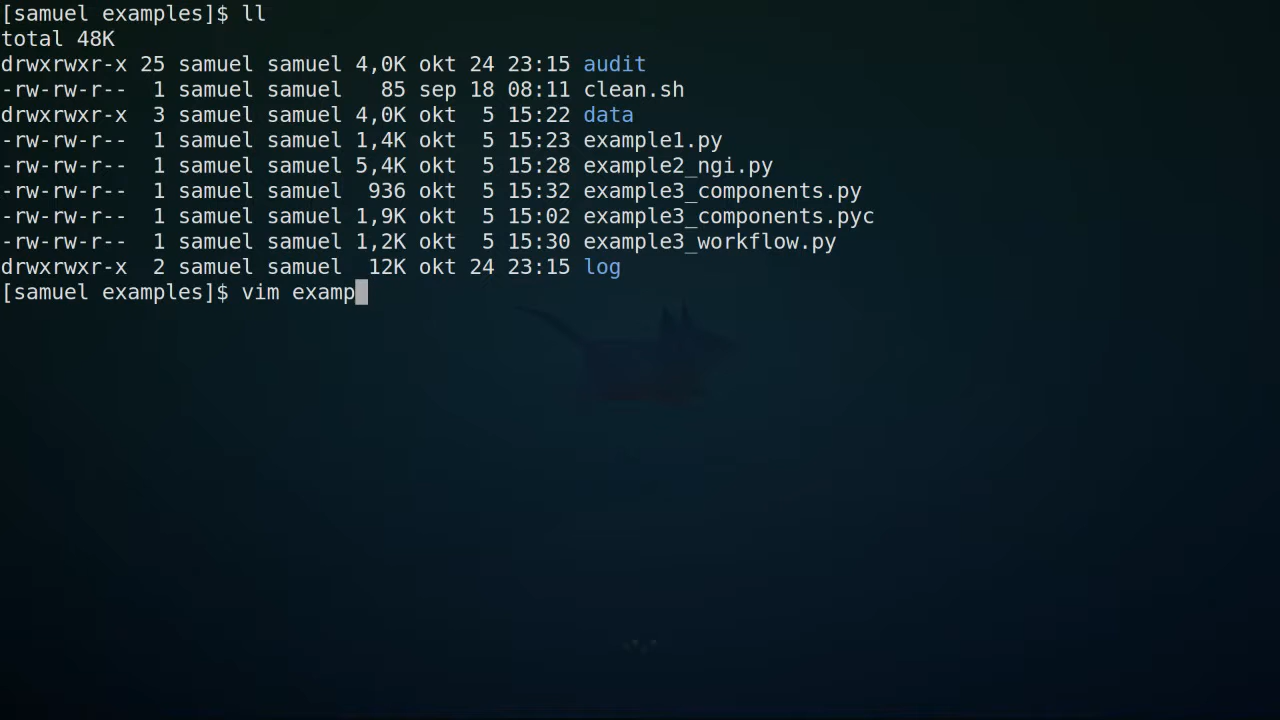 [samuel examples]$ ll
total 48K
drwxrwxr-x 25 samuel samuel 4,0K okt 24 23:15 audit
-rw-rw-r--  1 samuel samuel   85 sep 18 08:11 clean.sh
drwxrwxr-x  3 samuel samuel 4,0K okt  5 15:22 data
-rw-rw-r--  1 samuel samuel 1,4K okt  5 15:23 example1.py
-rw-rw-r--  1 samuel samuel 5,4K okt  5 15:28 example2_ngi.py
-rw-rw-r--  1 samuel samuel  936 okt  5 15:32 example3_components.py
-rw-rw-r--  1 samuel samuel 1,9K okt  5 15:02 example3_components.pyc
-rw-rw-r--  1 samuel samuel 1,2K okt  5 15:30 example3_workflow.py
drwxrwxr-x  2 samuel samuel  12K okt 24 23:15 log
[samuel examples]$ vim examp